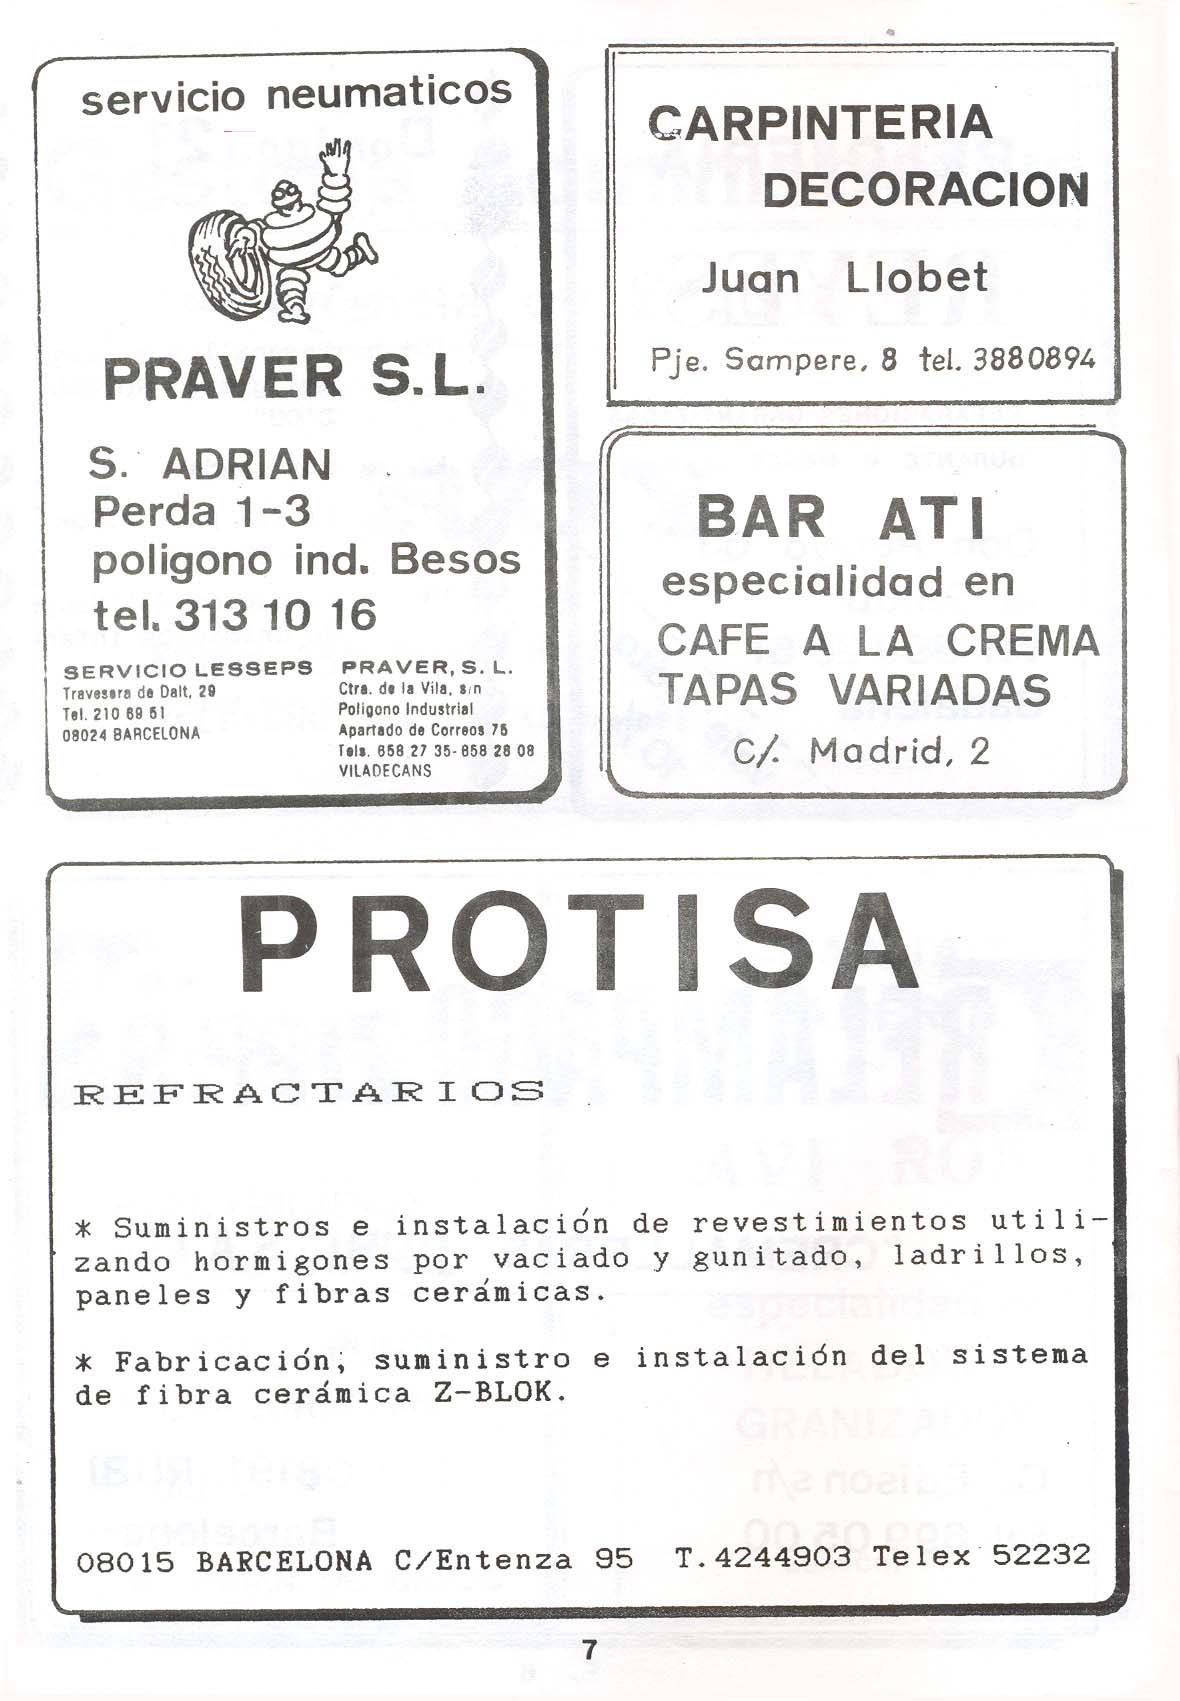 servicio neumaticos
PRAVER S.L.
S. ADRIAN
Perda 1-3
poligono ind. Besos
tel. 313 10 16
SERVICIO LESSEPS
Travesera de Dalt, 29
Tel. 210 69 61
08024 BARCELONA
PRAVER, S. L.
Ctra. de la Vila, s/n
Poligono Industrial
Apartado de Correos 75
Tels. 658 27 35-658 28 08
VILADECANS
CARPINTERIA
DECORACION
Juan Llobet
Pje. Sampere, 8 tel. 3880894
BAR ATI
especialidad en
CAFE A LA CREMA
TAPAS VARIADAS
C/. Madrid, 2
PROTISA
REFRACTARIOS
* Suministros e instalación de revestimientos utili-
zando hormigones por vaciado y gunitado, ladrillos,
paneles y fibras cerámicas.
* Fabricación, suministro e instalación del sistema
de fibra cerámica Z-BLOK.
08015 BARCELONA C/Entenza 95 T.4244903 Telex 52232
7